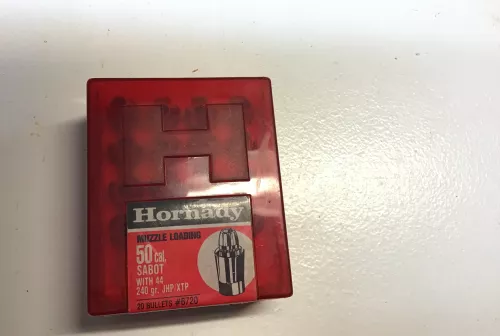 H
Hornady
MUZZLE LOADING
50 Cal.
SABOT
WITH 44
240 gr. JHP/XTP
20 BULLETS #6720